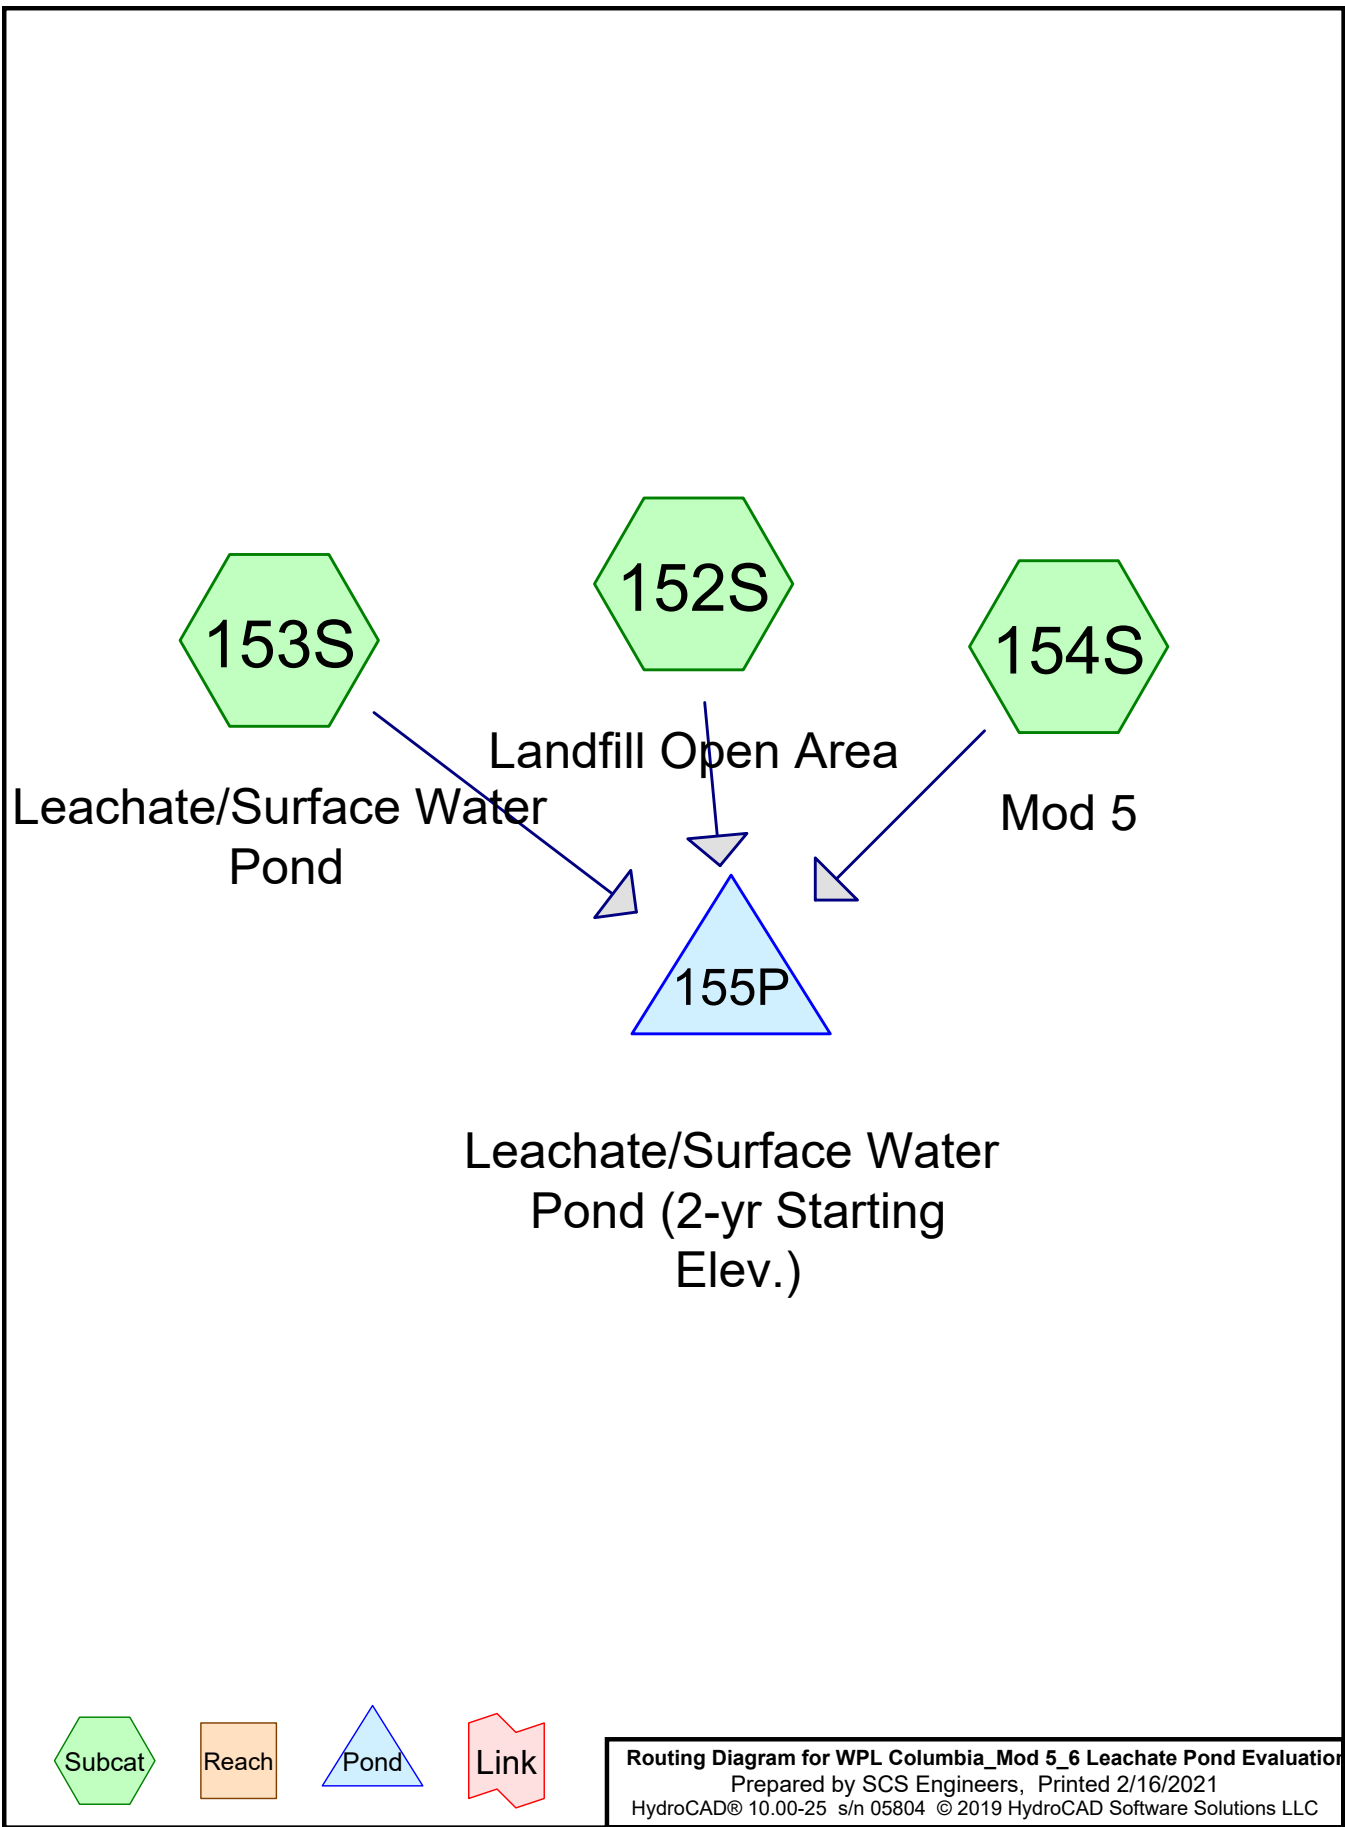 152S
153S
154S
Landfill Open Area
Leachate/Surface Water
Pond
Mod 5
155P
Leachate/Surface Water
Pond (2-yr Starting
Elev.)
Subcat
Reach
Pond
Link
Routing Diagram for WPL Columbia_Mod 5_6 Leachate Pond Evaluation
Prepared by SCS Engineers, Printed 2/16/2021
HydroCAD® 10.00-25 s/n 05804 © 2019 HydroCAD Software Solutions LLC